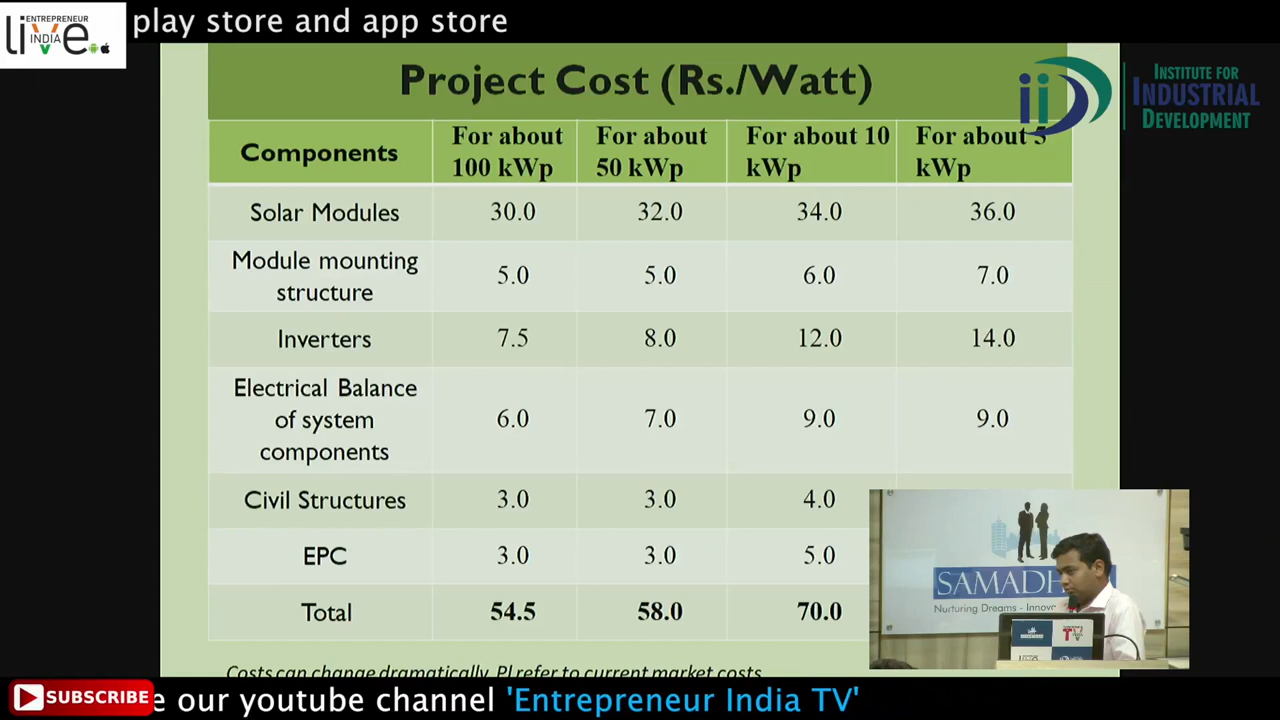 ENTREPRENEUR
INDIA
live
play store and app store
Project Cost (Rs./Watt)
INSTITUTE FOR
INDUSTRIAL
DEVELOPMENT
Components For about 100 kWp For about 50 kWp For about 10 kWp For about 5 kWp
Solar Modules 30.0 32.0 34.0 36.0
Module mounting structure 5.0 5.0 6.0 7.0
Inverters 7.5 8.0 12.0 14.0
Electrical Balance of system components 6.0 7.0 9.0 9.0
Civil Structures 3.0 3.0 4.0
EPC 3.0 3.0 5.0
Total 54.5 58.0 70.0
SAMADH
Nurturing Dreams - Innov
Costs can change dramatically. Pl refer to current market costs
SUBSCRIBE
e our youtube channel 'Entrepreneur India TV'